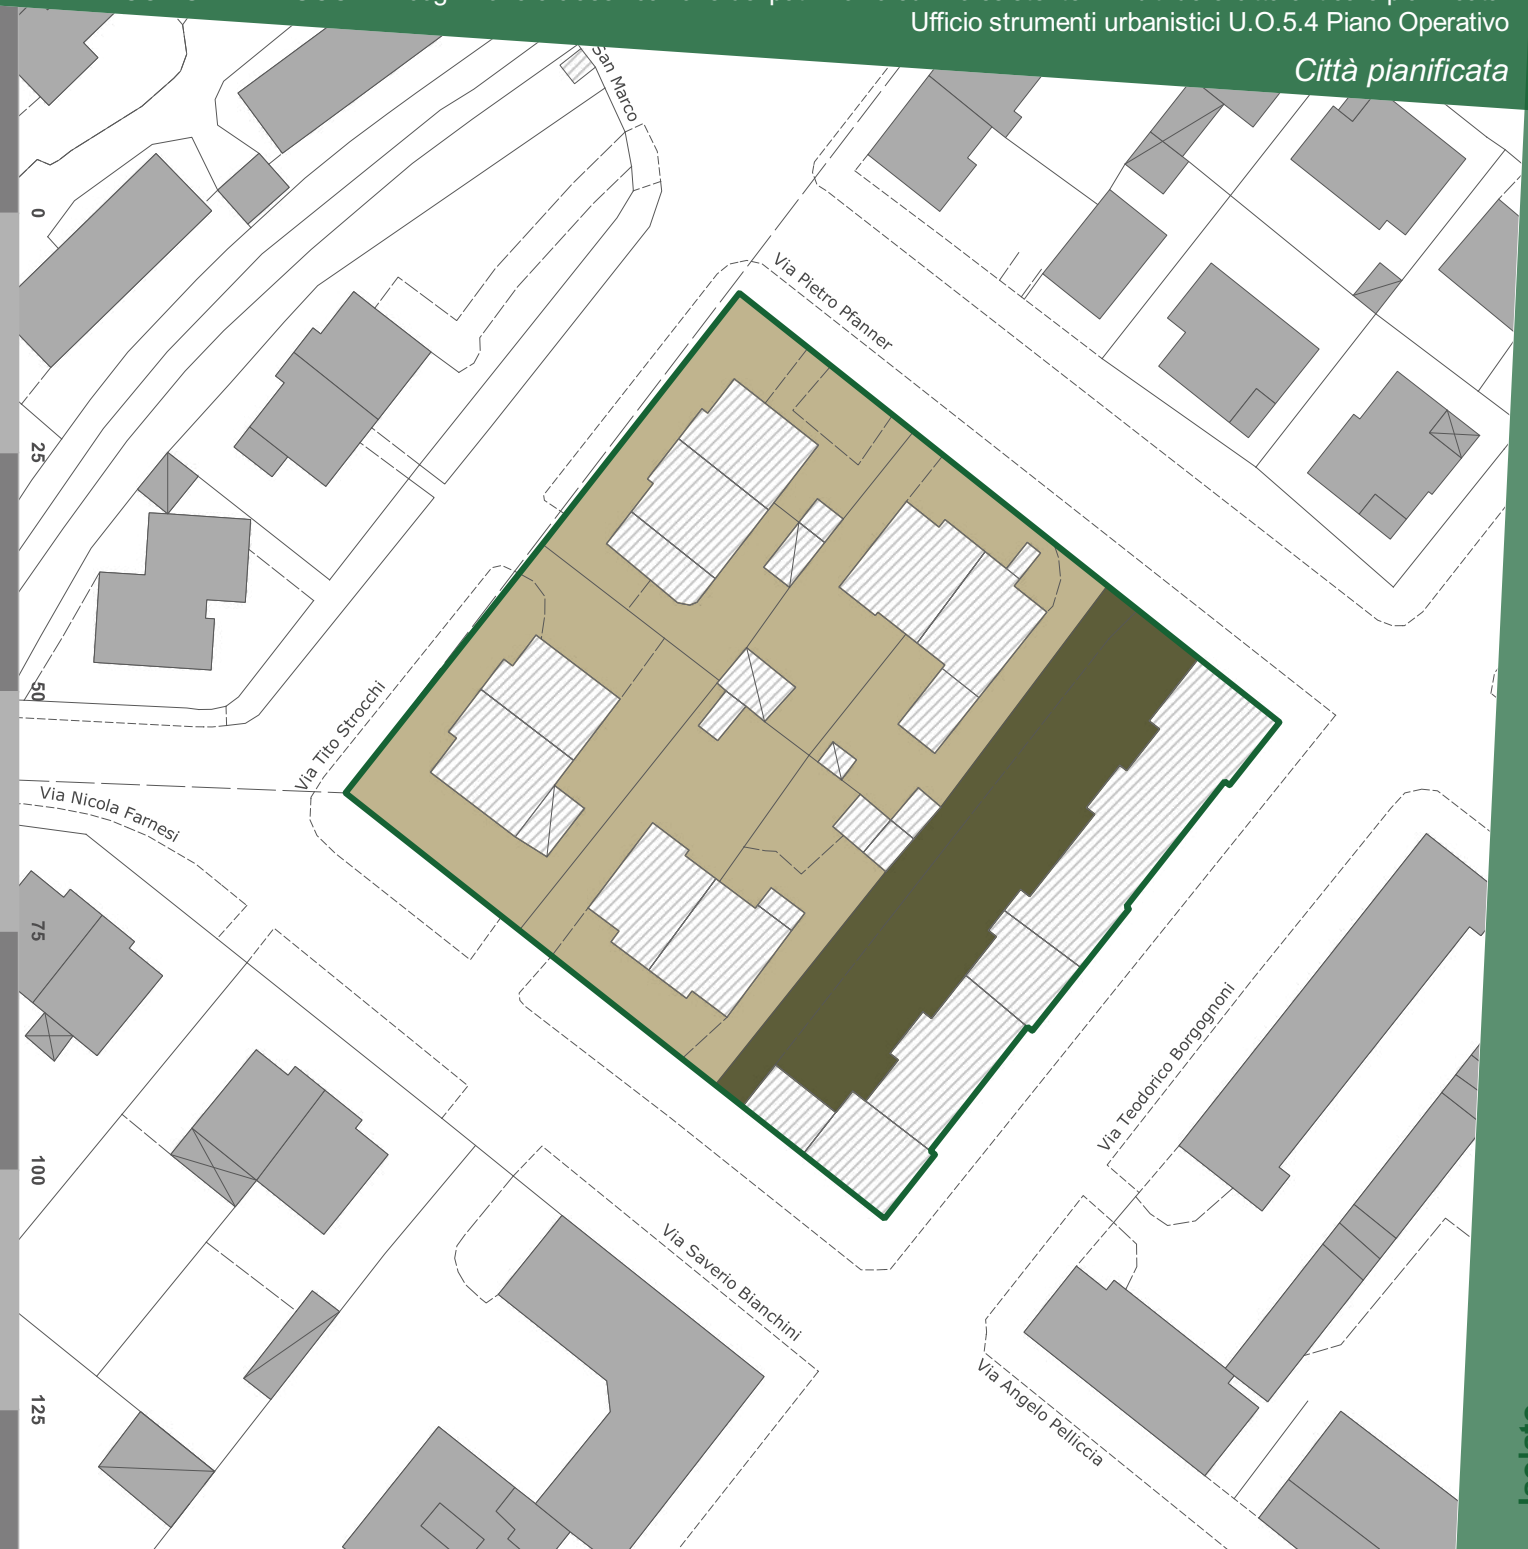 Ufficio strumenti urbanistici U.O.5.4 Piano Operativo
Città pianificata
San Marco
Via Pietro Pfanner
Via Tito Strocchi
Via Nicola Farnesi
Via Teodorico Borgognoni
Via Saverio Bianchini
Via Angelo Pelliccia
0
25
50
75
100
125